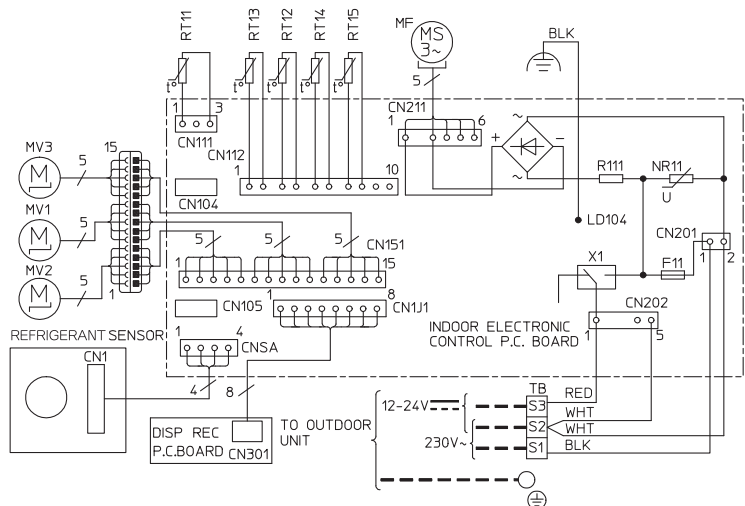 RT11
RT13
RT12
RT14
RT15
t°
t°
t°
t°
t°
MF
MS
3~
5
BLK
1
3
CN111
CN211
1
6
CN112
1
10
+
~
−
~
R111
NR11
U
LD104
MV3
M
5
15
MV1
M
5
MV2
M
5
1
CN104
5
5
5
CN151
1
15
CN201
1
2
X1
F11
CN202
1
5
CN105
8
1
CN1J1
INDOOR ELECTRONIC
CONTROL P.C. BOARD
REFRIGERANT SENSOR
CN1
1
4
CNSA
4
8
DISP REC
P.C.BOARD
CN301
TO OUTDOOR
UNIT
12-24V
230V~
TB
S3
S2
S1
RED
WHT
WHT
BLK